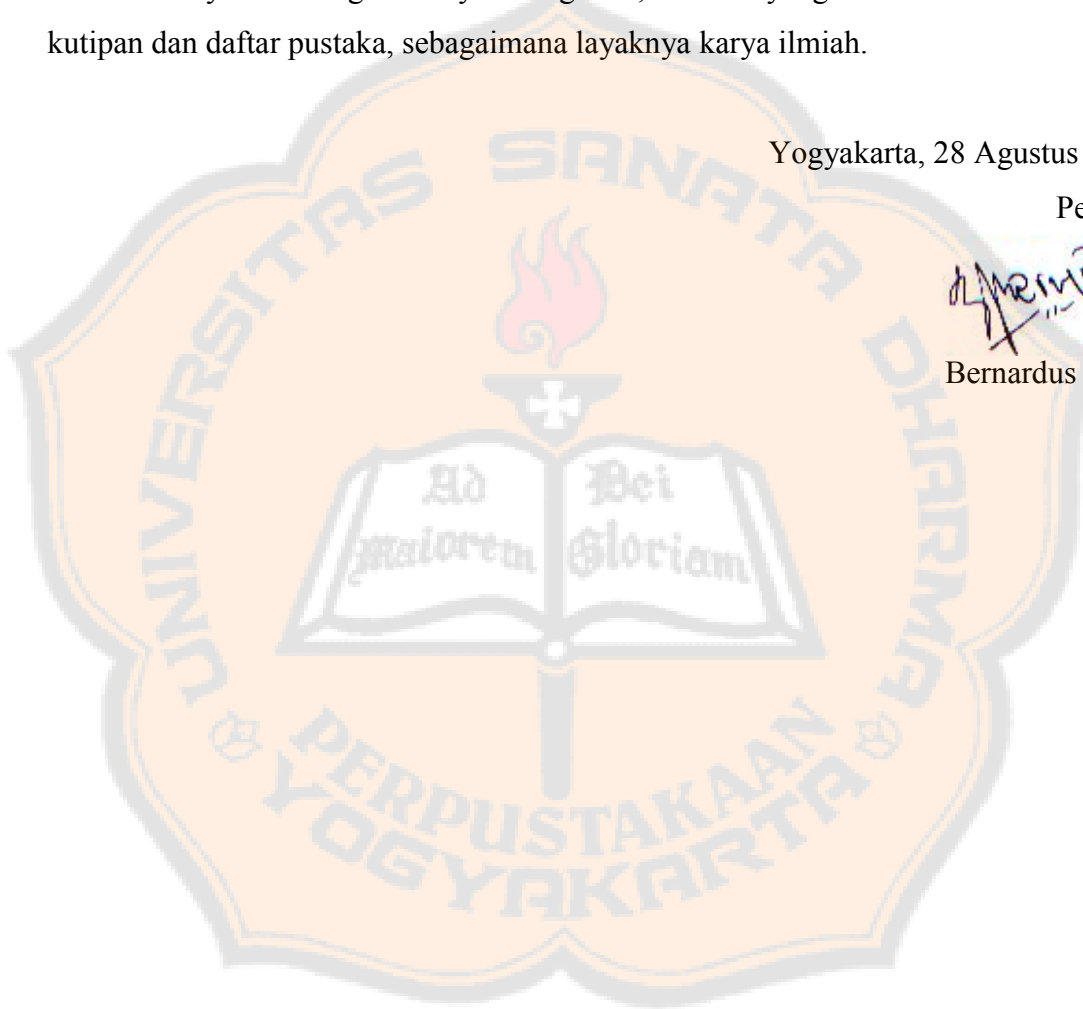 kutipan dan daftar pustaka, sebagaimana layaknya karya ilmiah.
Yogyakarta, 28 Agustus
Pe
Bernardus
UNIVERSITAS SANATA DHARMA
Ad
Dei
maiorem
Gloriam
PERPUSTAKAAN
YOGYAKARTA